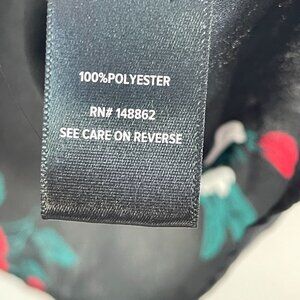 100%POLYESTER
RN# 148862
SEE CARE ON REVERSE